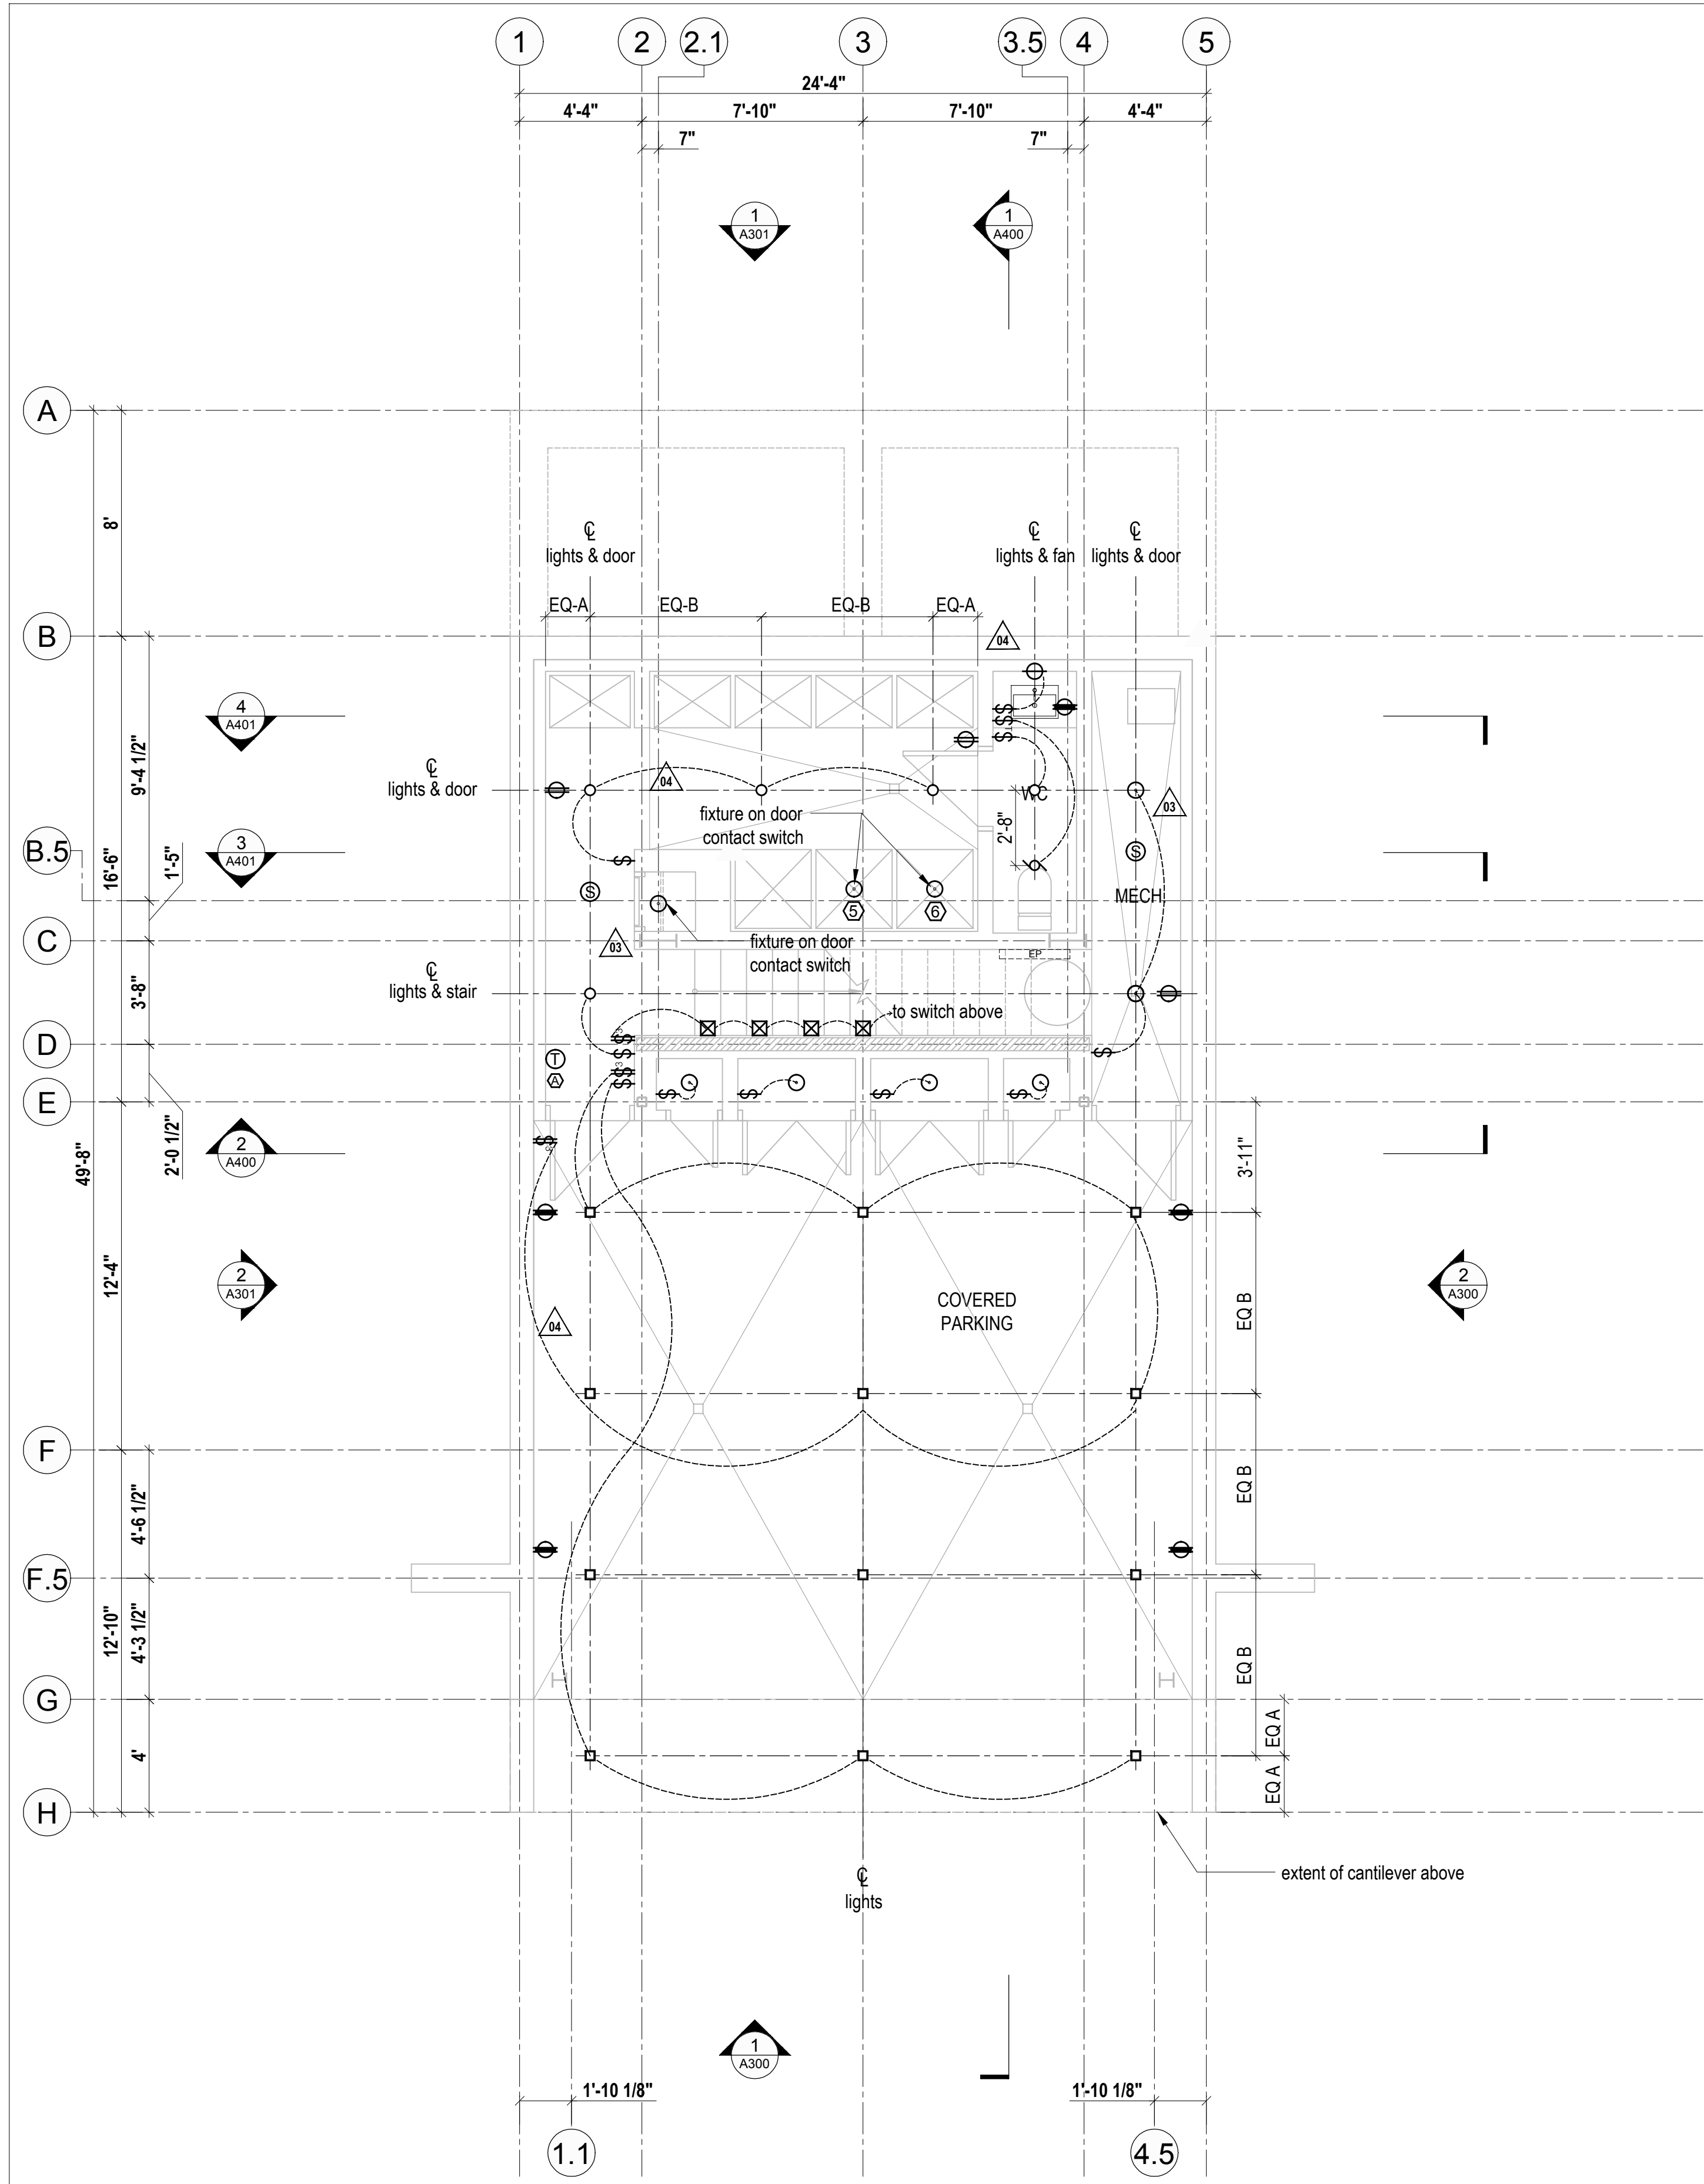 1
2
2.1
3
3.5
4
5
24'-4"
4'-4"
7'-10"
7'-10"
4'-4"
7"
7"
1
A301
1
A400
A
8'
℄
lights & door
℄
lights & fan
℄
lights & door
EQ-A
EQ-B
EQ-B
EQ-A
B
04
4
A401
9'-4 1/2"
S
S
S
℄
lights & door
04
WC
03
fixture on door
contact switch
2'-8"
B.5
3
A401
16'-6"
1'-5"
S
S
S
MECH
5
6
C
03
fixture on door
contact switch
EP
℄
lights & stair
3'-8"
to switch above
D
S
3
S
S
3
S
S
T
A
S
S
S
S
E
49'-8"
2
A400
2'-0 1/2"
S
3
3'-11"
12'-4"
2
A301
2
A300
COVERED
PARKING
EQ B
04
F
EQ B
4'-6 1/2"
F.5
12'-10"
4'-3 1/2"
EQ B
G
EQ A
4'
EQ A
H
extent of cantilever above
℄
lights
1
A300
1'-10 1/8"
1'-10 1/8"
1.1
4.5